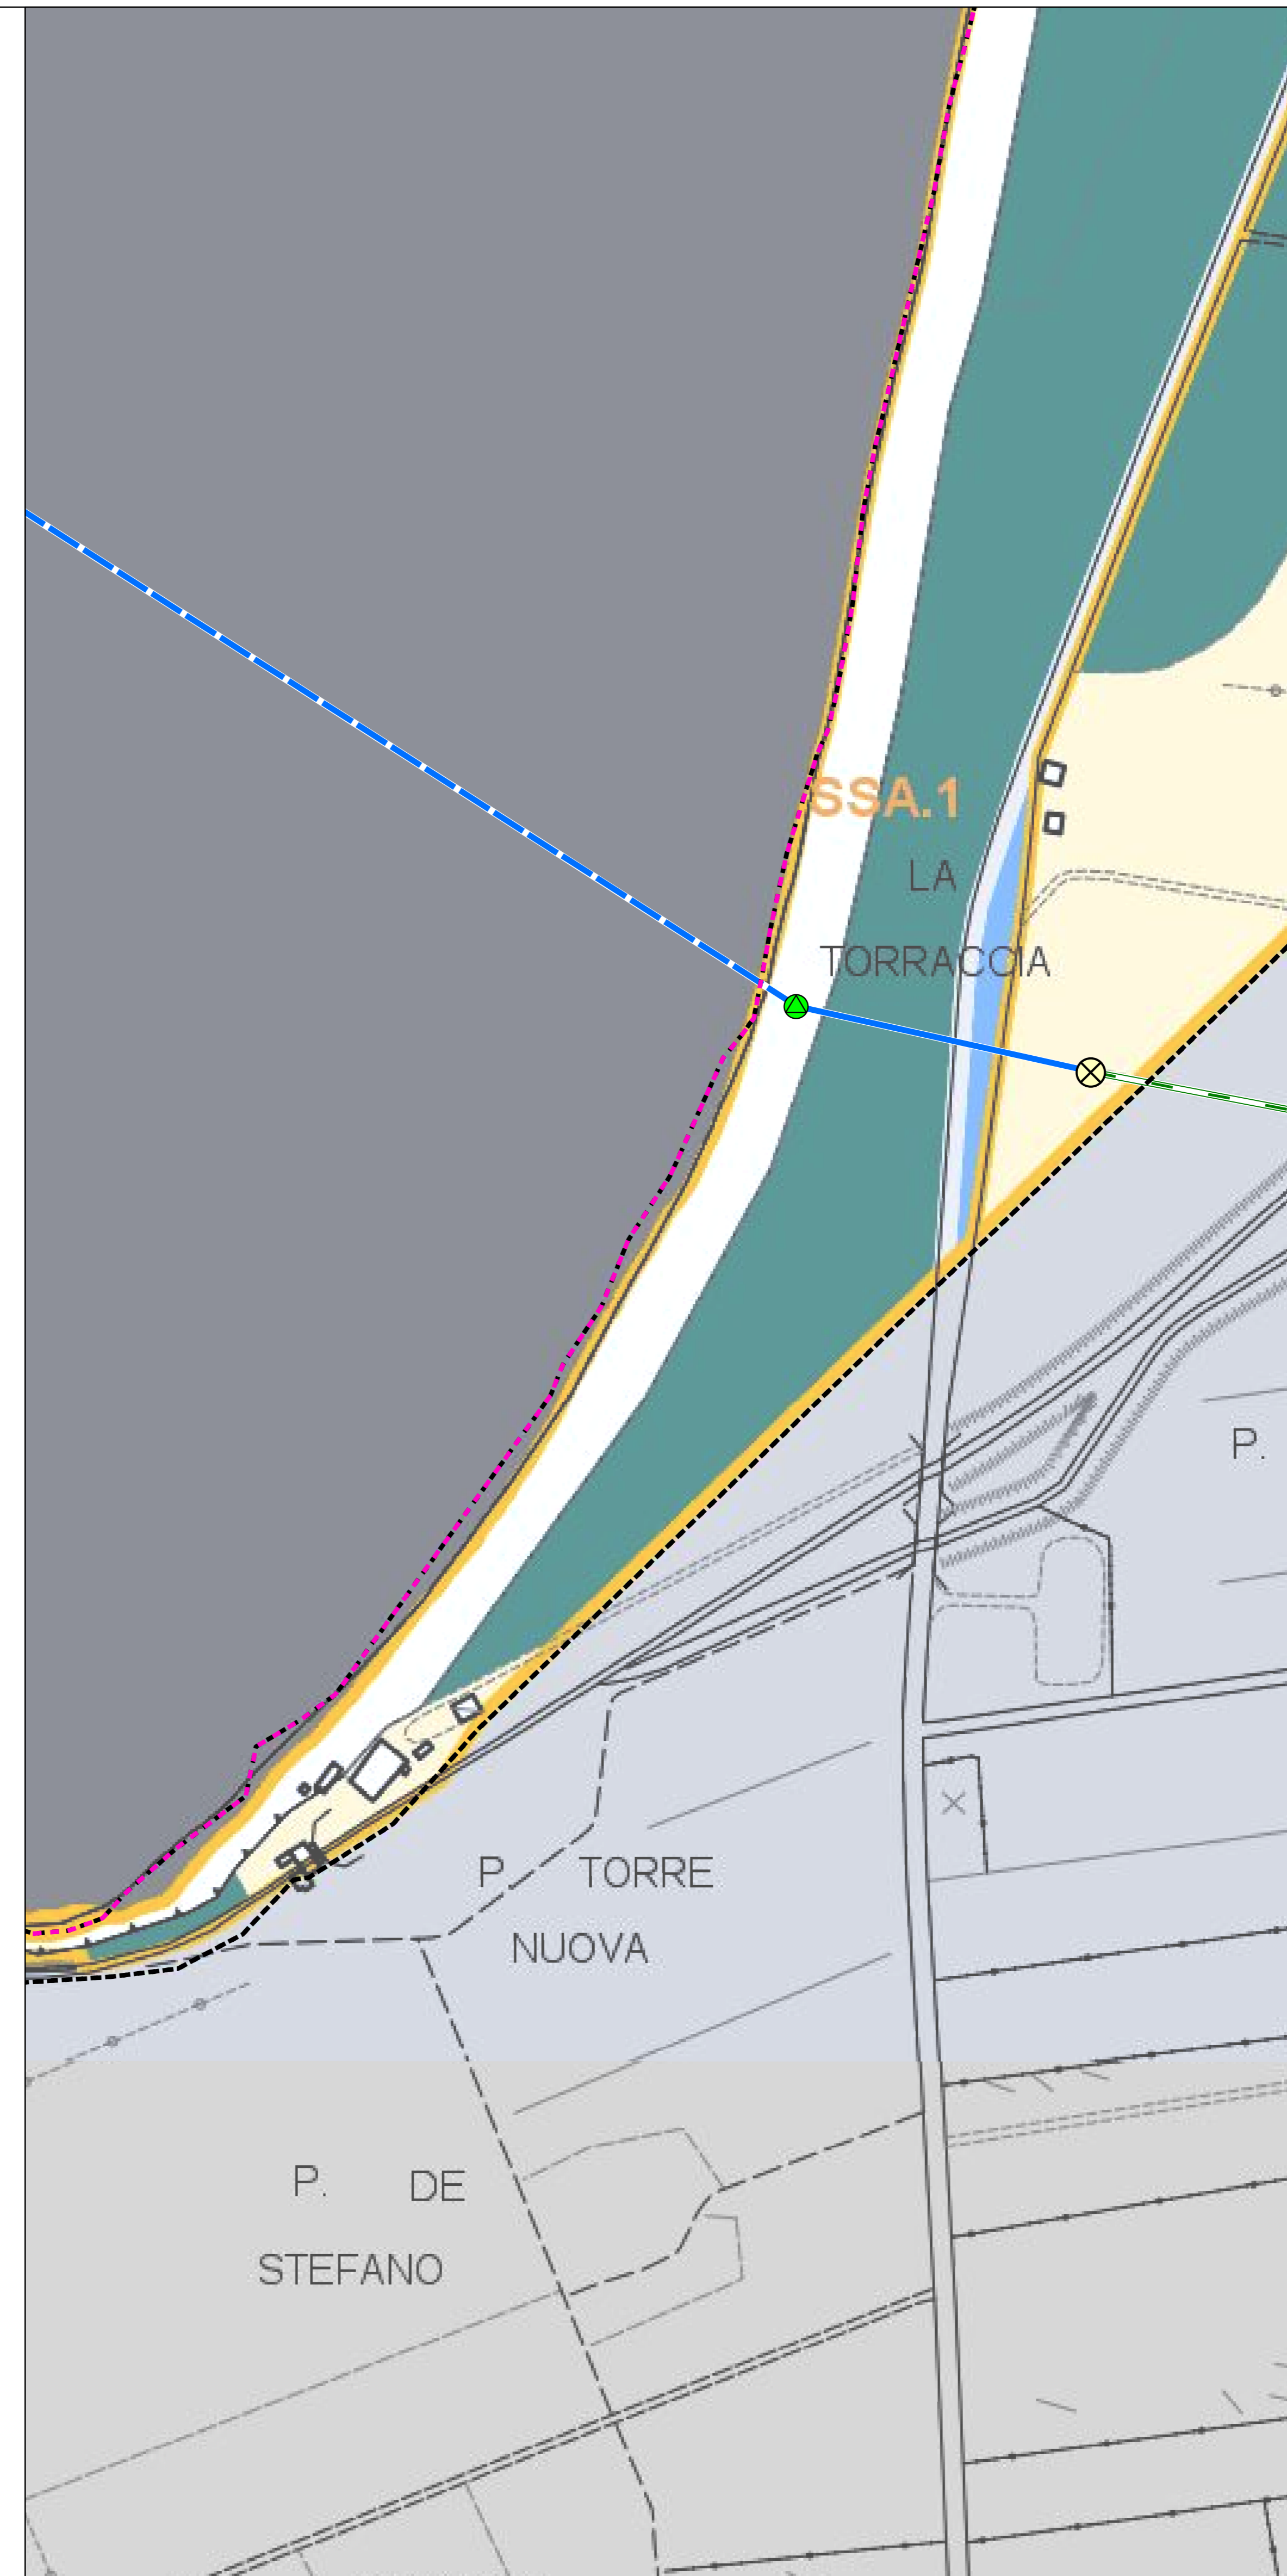 SSA.1
LA
TORRACCIA
P.
P. TORRE
NUOVA
P. DE
STEFANO